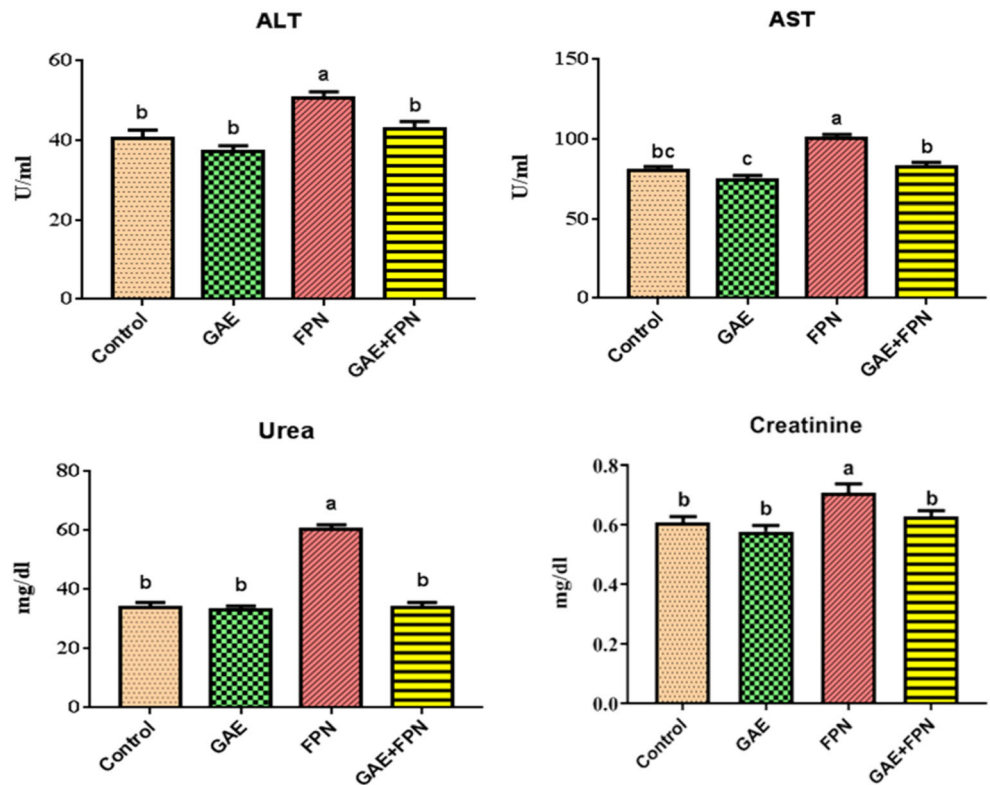 ALT
60
40
20
0
U/ml
b
b
a
b
Control
GAE
FPN
GAE+FPN
AST
150
100
50
0
U/ml
bc
c
a
b
Control
GAE
FPN
GAE+FPN
Urea
80
60
40
20
0
mg/dl
b
b
a
b
Control
GAE
FPN
GAE+FPN
Creatinine
0.8
0.6
0.4
0.2
0.0
mg/dl
b
b
a
b
Control
GAE
FPN
GAE+FPN